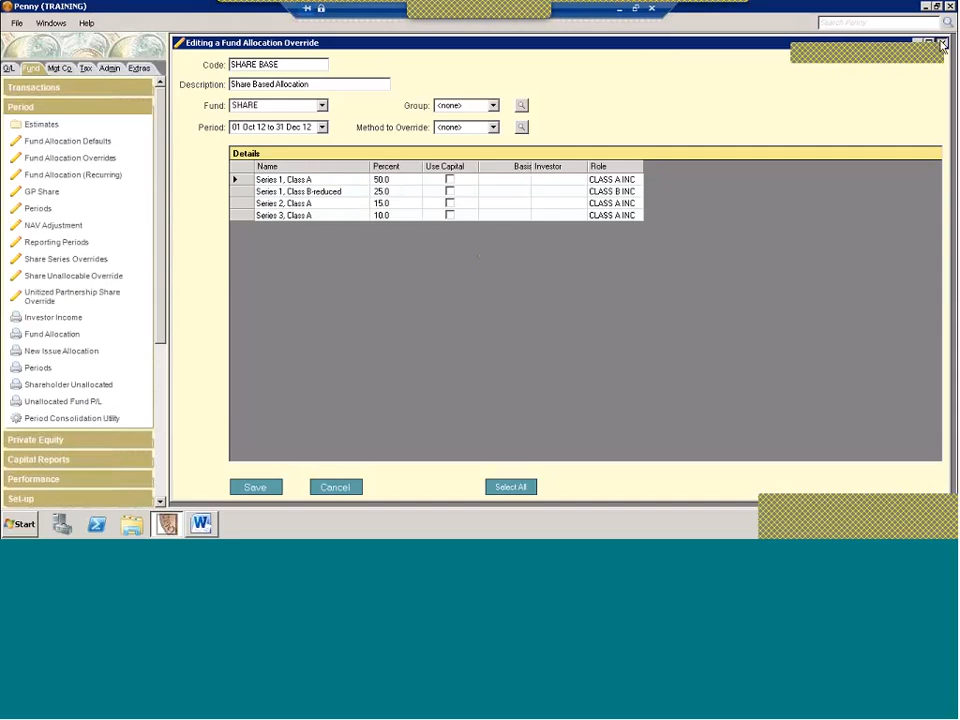 Penny (TRAINING)
File Windows Help
Search Penny
G/L Fund Mgt Co Tax Admin Extras
Transactions
Period
Estimates
Fund Allocation Defaults
Fund Allocation Overrides
Fund Allocation (Recurring)
GP Share
Periods
NAV Adjustment
Reporting Periods
Share Series Overrides
Share Unallocable Override
Unitized Partnership Share
Override
Investor Income
Fund Allocation
New Issue Allocation
Periods
Shareholder Unallocated
Unallocated Fund P/L
Period Consolidation Utility
Private Equity
Capital Reports
Performance
Set-up
Editing a Fund Allocation Override
Code: SHARE BASE
Description: Share Based Allocation
Fund: SHARE Group: <none>
Period: 01 Oct 12 to 31 Dec 12 Method to Override: <none>
Details
Name Percent Use Capital Basis Investor Role
Series 1, Class A 50.0 CLASS A INC
Series 1, Class B-reduced 25.0 CLASS B INC
Series 2, Class A 15.0 CLASS A INC
Series 3, Class A 10.0 CLASS A INC
Save Cancel Select All
Start